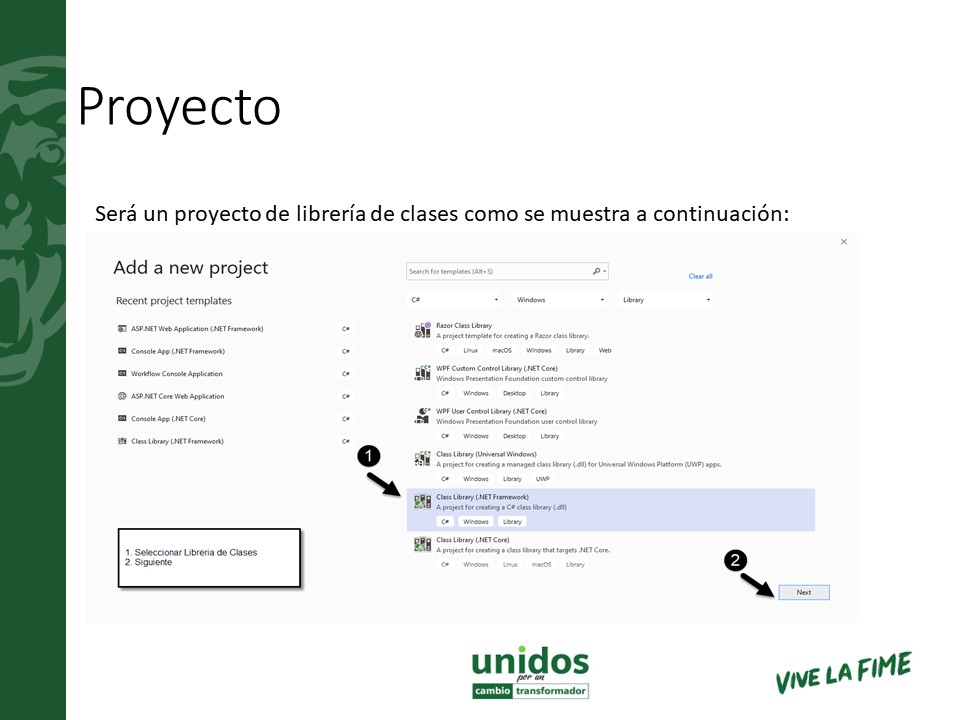 Proyecto
Será un proyecto de librería de clases como se muestra a continuación:
Add a new project
Recent project templates
ASP.NET Web Application (.NET Framework) C#
Console App (.NET Framework) C#
Workflow Console Application C#
ASP.NET Core Web Application C#
Console App (.NET Core) C#
Class Library (.NET Framework) C#
1. Seleccionar Libreria de Clases
2. Siguiente
Search for templates (Alt+S)
Clear all
C# Windows Library
Razor Class Library
A project template for creating a Razor class library.
C# Linux macOS Windows Library Web
WPF Custom Control Library (.NET Core)
Windows Presentation Foundation custom control library
C# Windows Desktop Library
WPF User Control Library (.NET Core)
Windows Presentation Foundation user control library
C# Windows Desktop Library
Class Library (Universal Windows)
A project for creating a managed class library (.dll) for Universal Windows Platform (UWP) apps.
C# Windows Library UWP
1
Class Library (.NET Framework)
A project for creating a C# class library (.dll)
C# Windows Library
Class Library (.NET Core)
A project for creating a class library that targets .NET Core.
C# Windows Linux macOS Library
2
Next
unidos
por un
cambio transformador
VIVE LA FIME